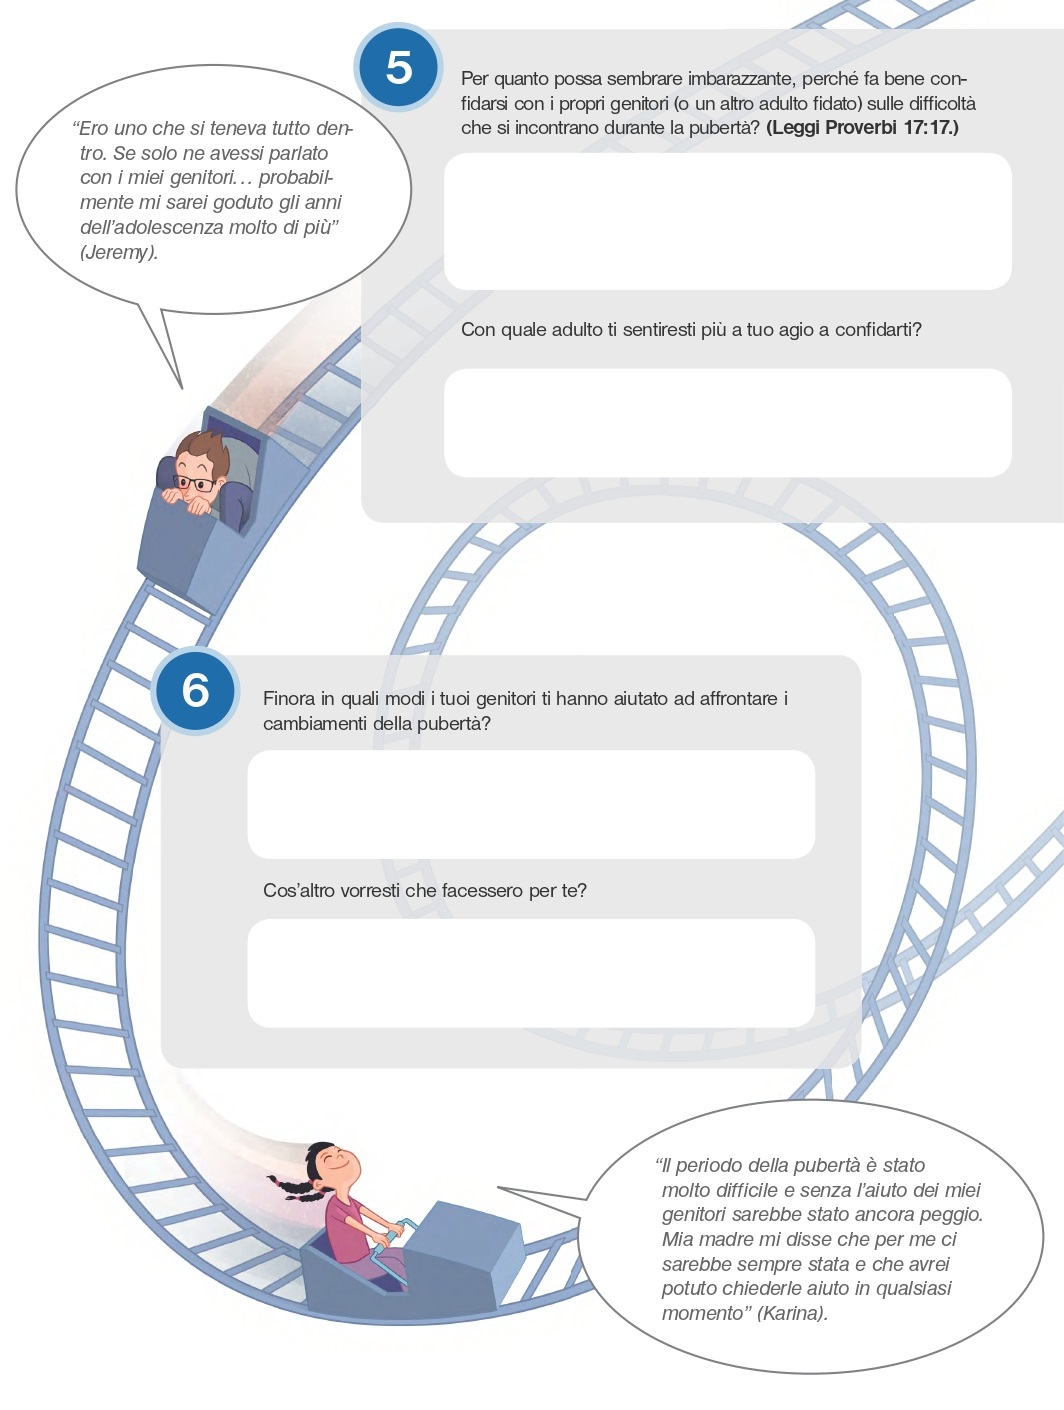 5
Per quanto possa sembrare imbarazzante, perché fa bene con-
fidarsi con i propri genitori (o un altro adulto fidato) sulle difficoltà
che si incontrano durante la pubertà? (Leggi Proverbi 17:17.)
“Ero uno che si teneva tutto den-
tro. Se solo ne avessi parlato
con i miei genitori… probabil-
mente mi sarei goduto gli anni
dell’adolescenza molto di più”
(Jeremy).
Con quale adulto ti sentiresti più a tuo agio a confidarti?
6
Finora in quali modi i tuoi genitori ti hanno aiutato ad affrontare i
cambiamenti della pubertà?
Cos’altro vorresti che facessero per te?
“Il periodo della pubertà è stato
molto difficile e senza l’aiuto dei miei
genitori sarebbe stato ancora peggio.
Mia madre mi disse che per me ci
sarebbe sempre stata e che avrei
potuto chiederle aiuto in qualsiasi
momento” (Karina).